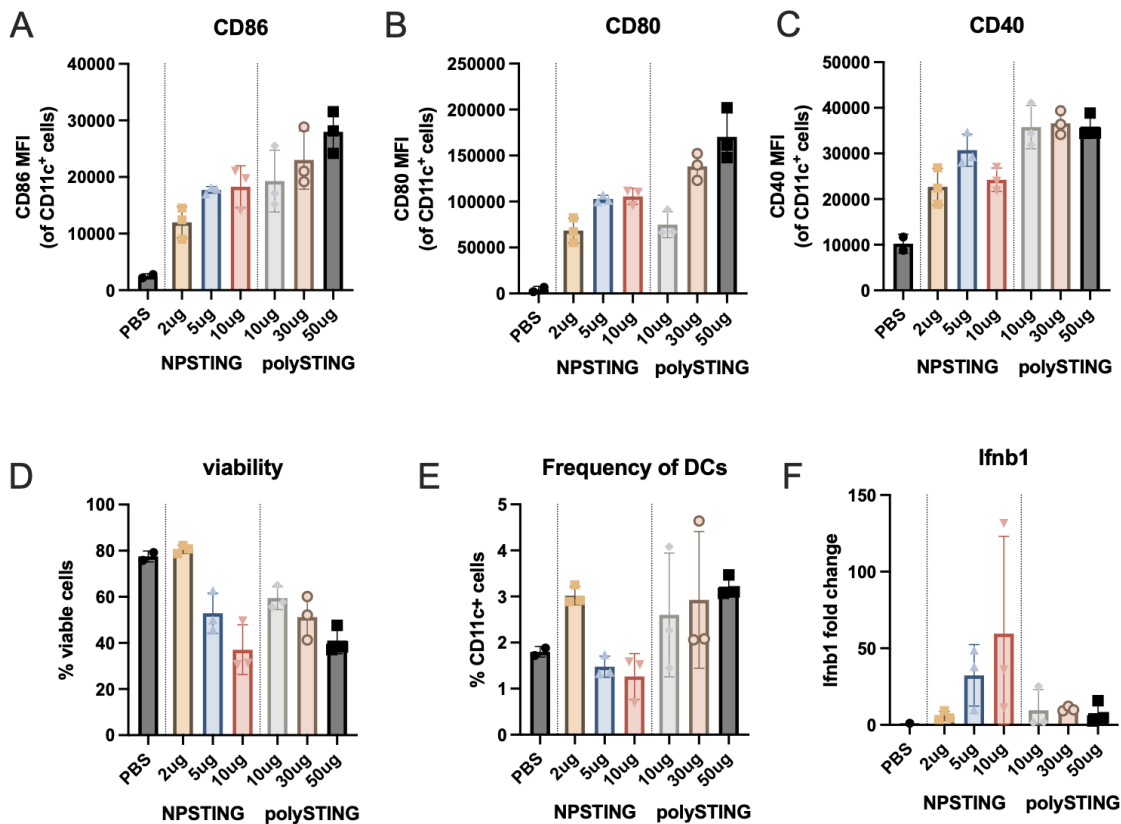 A
CD86
CD86 MFI
(of CD11c+ cells)
40000
30000
20000
10000
0
PBS
2ug
5ug
10ug
10ug
30ug
50ug
NPSTING
polySTING
B
CD80
CD80 MFI
(of CD11c+ cells)
250000
200000
150000
100000
50000
0
PBS
2ug
5ug
10ug
10ug
30ug
50ug
NPSTING
polySTING
C
CD40
CD40 MFI
(of CD11c+ cells)
50000
40000
30000
20000
10000
0
PBS
2ug
5ug
10ug
10ug
30ug
50ug
NPSTING
polySTING
D
viability
% viable cells
100
80
60
40
20
0
PBS
2ug
5ug
10ug
10ug
30ug
50ug
NPSTING
polySTING
E
Frequency of DCs
% CD11c+ cells
5
4
3
2
1
0
PBS
2ug
5ug
10ug
10ug
30ug
50ug
NPSTING
polySTING
F
Ifnb1
Ifnb1 fold change
150
100
50
0
PBS
2ug
5ug
10ug
10ug
30ug
50ug
NPSTING
polySTING